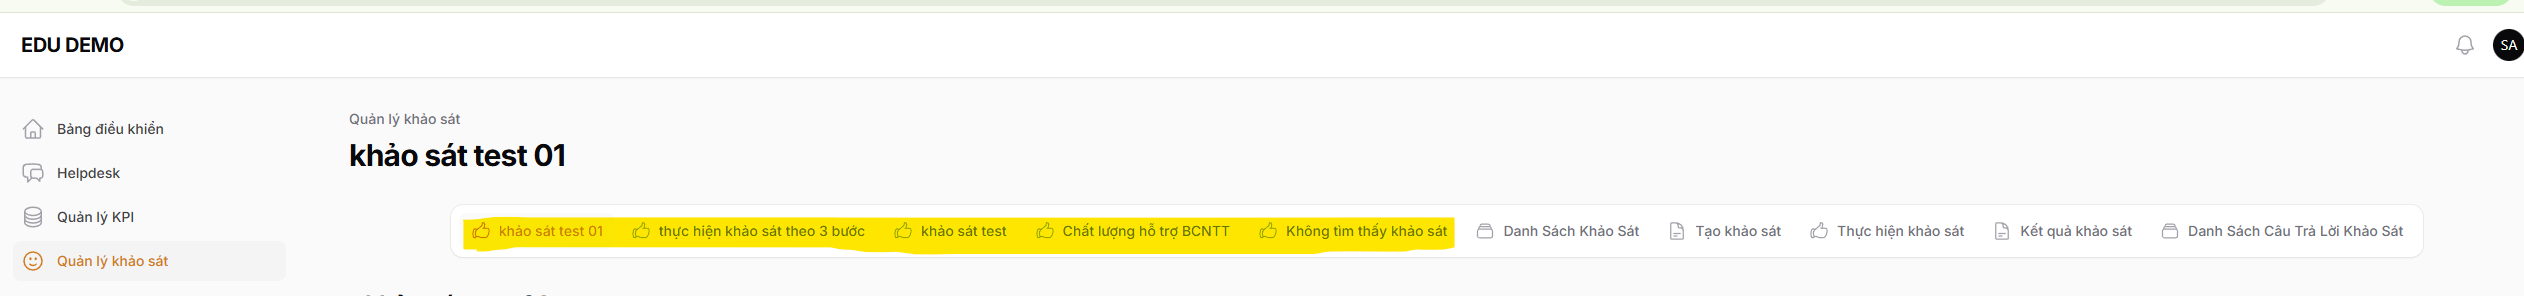 EDU DEMO
SA
Bảng điều khiển
Helpdesk
Quản lý KPI
Quản lý khảo sát
Quản lý khảo sát
khảo sát test 01
khảo sát test 01 thực hiện khảo sát theo 3 bước khảo sát test Chất lượng hỗ trợ BCNTT Không tìm thấy khảo sát Danh Sách Khảo Sát Tạo khảo sát Thực hiện khảo sát Kết quả khảo sát Danh Sách Câu Trả Lời Khảo Sát